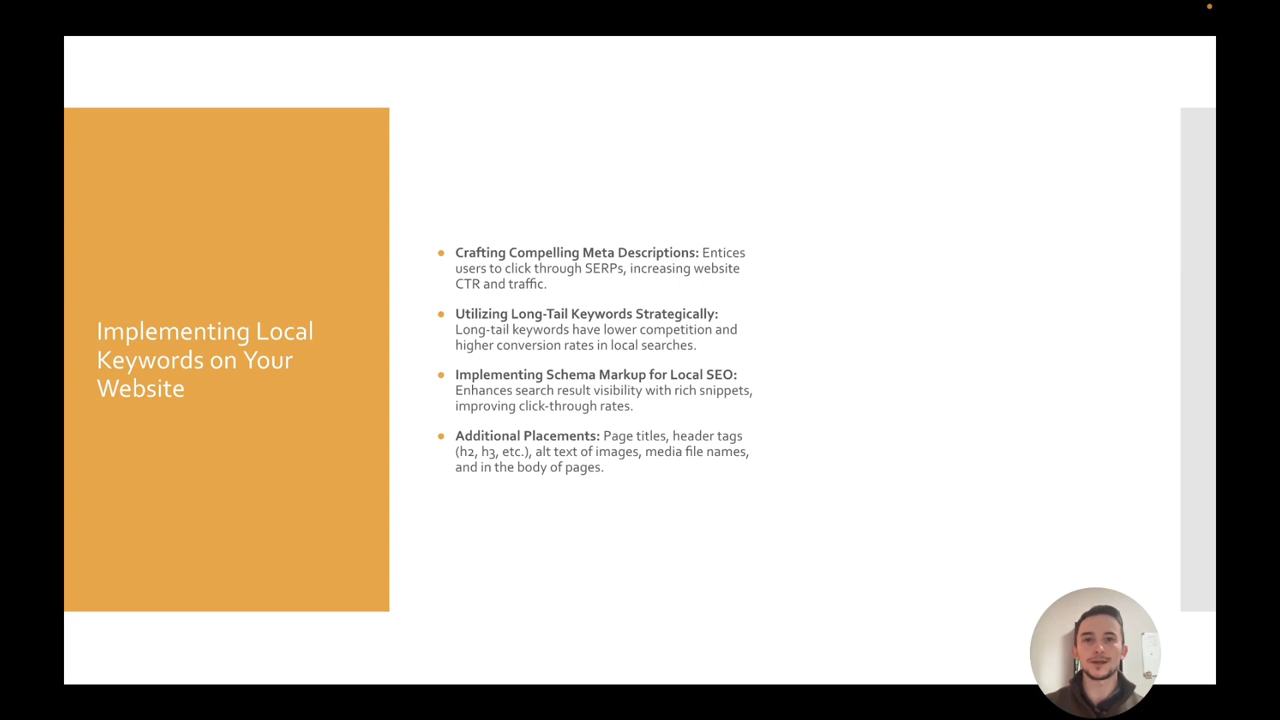 Implementing Local
Keywords on Your
Website
Crafting Compelling Meta Descriptions: Entices
users to click through SERPs, increasing website
CTR and traffic.
Utilizing Long-Tail Keywords Strategically:
Long-tail keywords have lower competition and
higher conversion rates in local searches.
Implementing Schema Markup for Local SEO:
Enhances search result visibility with rich snippets,
improving click-through rates.
Additional Placements: Page titles, header tags
(h2, h3, etc.), alt text of images, media file names,
and in the body of pages.